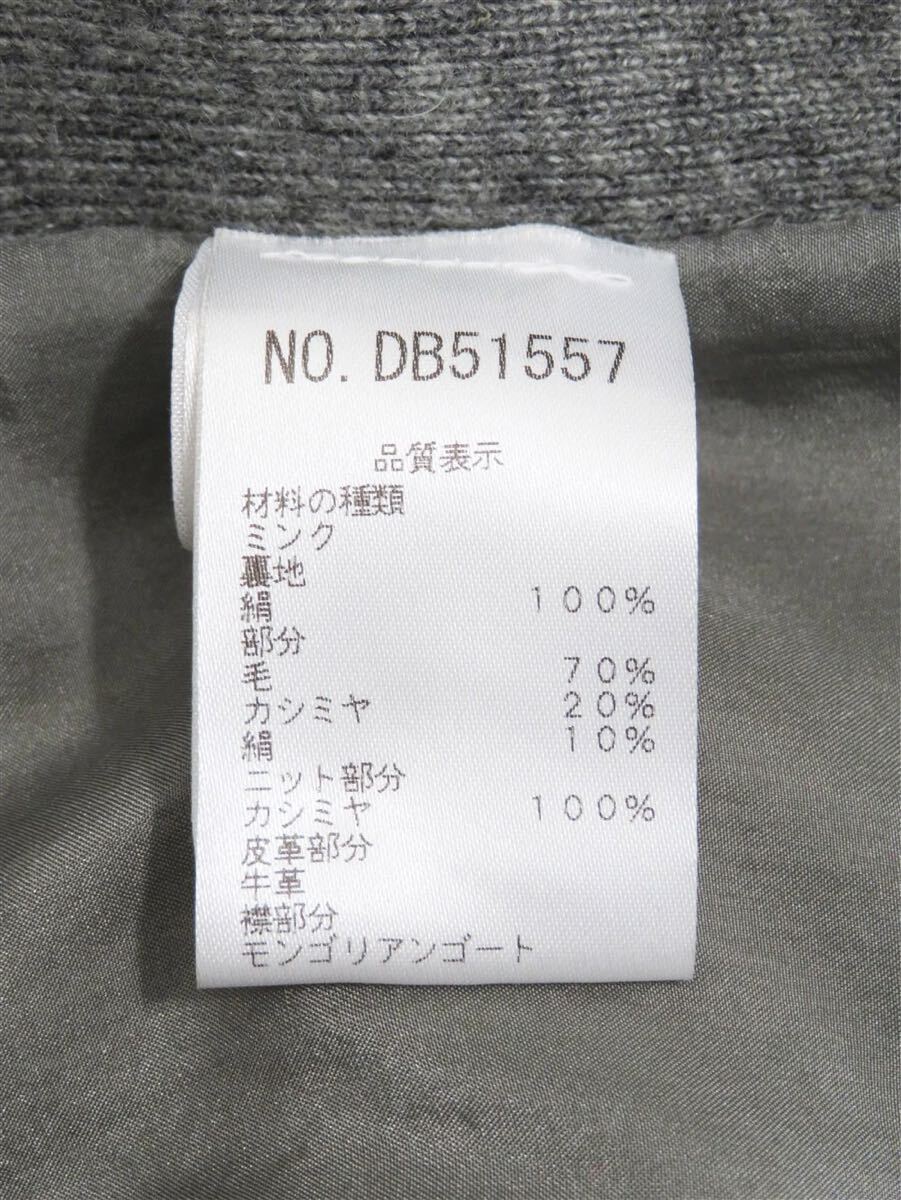 NO. DB51557
品質表示
材料の種類
ミンク
裏地
絹 100%
部分
毛 70%
カシミヤ 20%
絹 10%
ニット部分
カシミヤ 100%
皮革部分
牛革
襟部分
モンゴリアンゴート